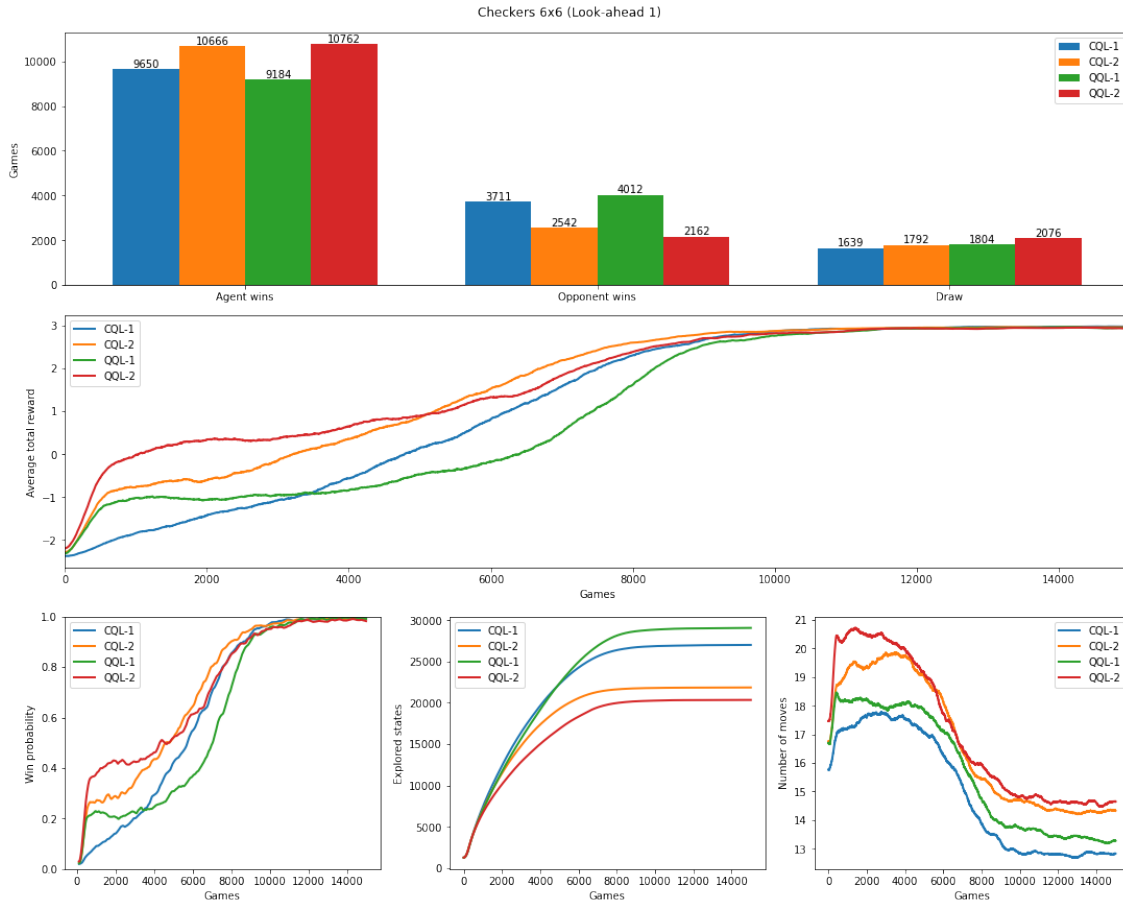 Checkers 6x6 (Look-ahead 1)
10000
8000
6000
4000
2000
0
Games
9650
10666
9184
10762
3711
2542
4012
2162
1639
1792
1804
2076
CQL-1
CQL-2
QQL-1
QQL-2
Agent wins
Opponent wins
Draw
3
2
1
0
−1
−2
Average total reward
CQL-1
CQL-2
QQL-1
QQL-2
0
2000
4000
6000
8000
10000
12000
14000
Games
1.0
0.8
0.6
0.4
0.2
0.0
Win probability
CQL-1
CQL-2
QQL-1
QQL-2
0
2000
4000
6000
8000
10000
12000
14000
Games
30000
25000
20000
15000
10000
5000
0
Explored states
CQL-1
CQL-2
QQL-1
QQL-2
0
2000
4000
6000
8000
10000
12000
14000
Games
21
20
19
18
17
16
15
14
13
Number of moves
CQL-1
CQL-2
QQL-1
QQL-2
0
2000
4000
6000
8000
10000
12000
14000
Games